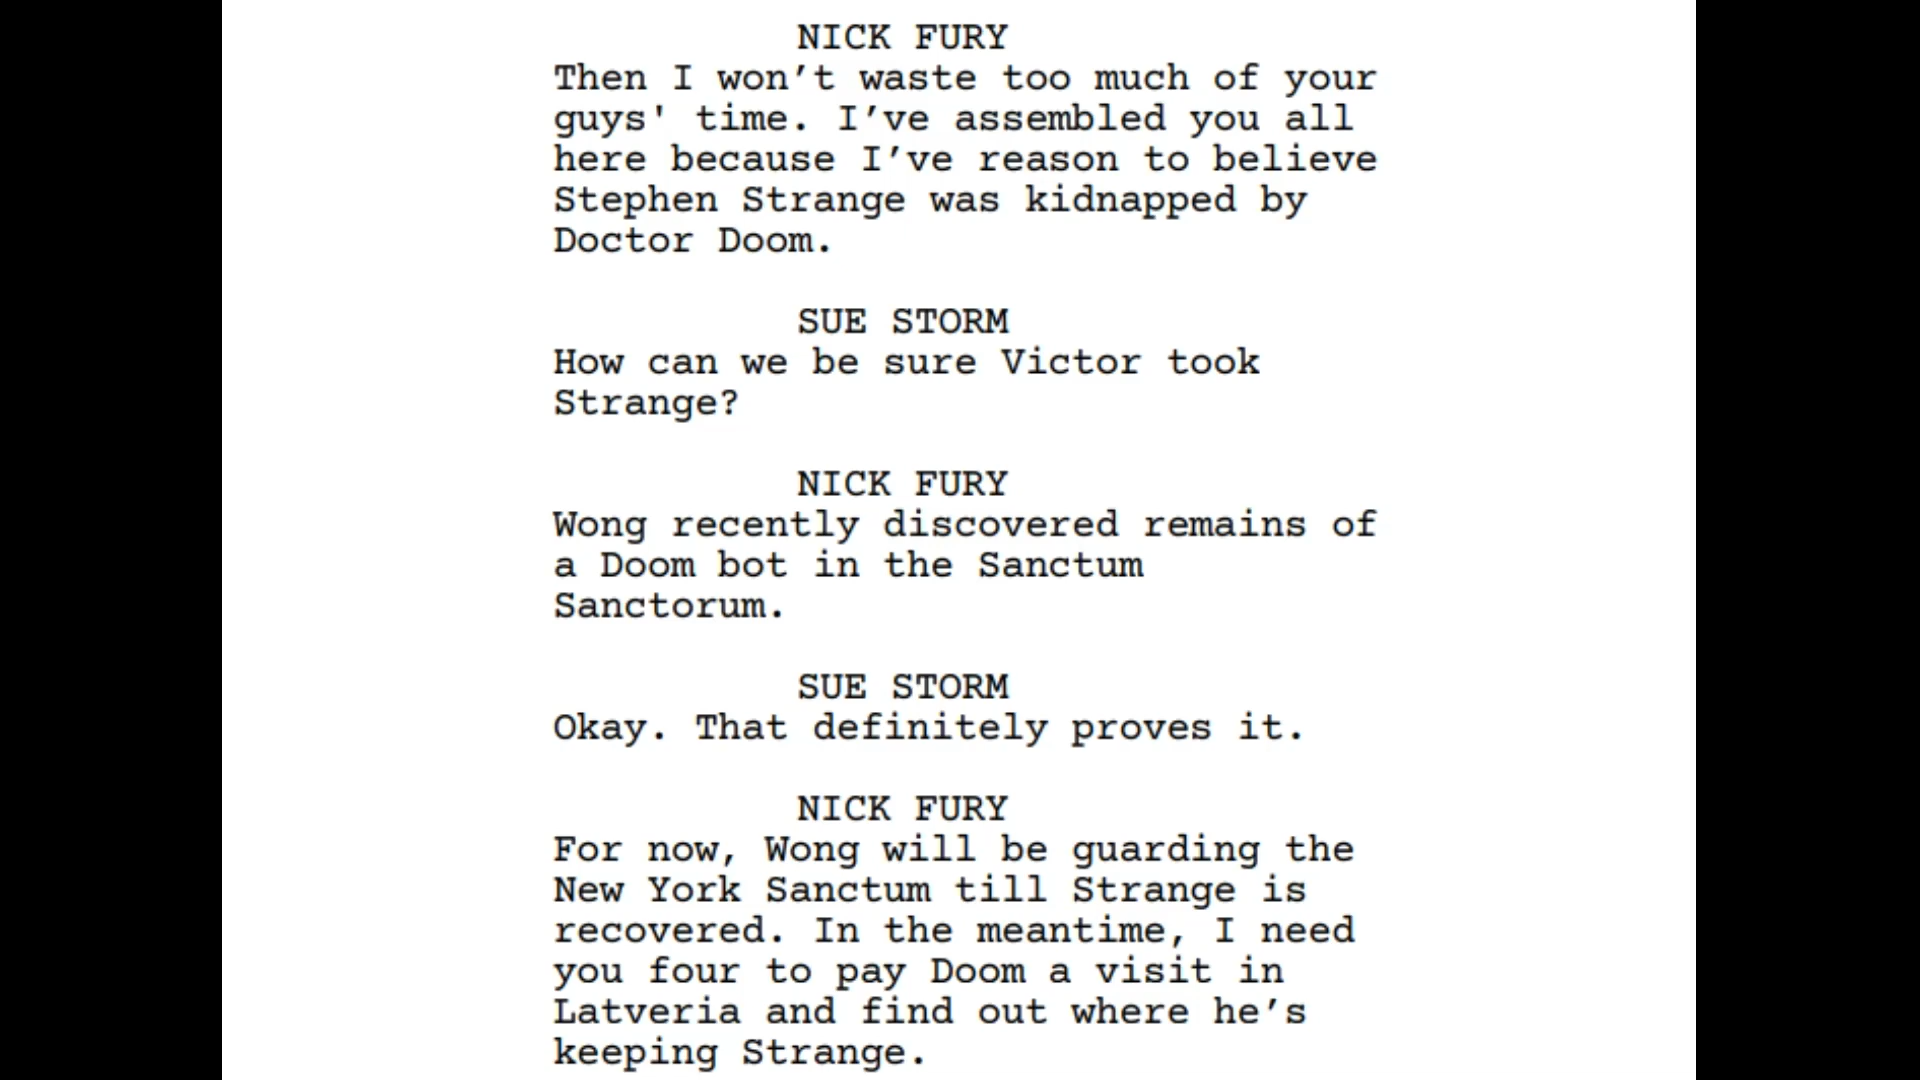 NICK FURY
Then I won’t waste too much of your
guys' time. I’ve assembled you all
here because I’ve reason to believe
Stephen Strange was kidnapped by
Doctor Doom.
SUE STORM
How can we be sure Victor took
Strange?
NICK FURY
Wong recently discovered remains of
a Doom bot in the Sanctum
Sanctorum.
SUE STORM
Okay. That definitely proves it.
NICK FURY
For now, Wong will be guarding the
New York Sanctum till Strange is
recovered. In the meantime, I need
you four to pay Doom a visit in
Latveria and find out where he’s
keeping Strange.